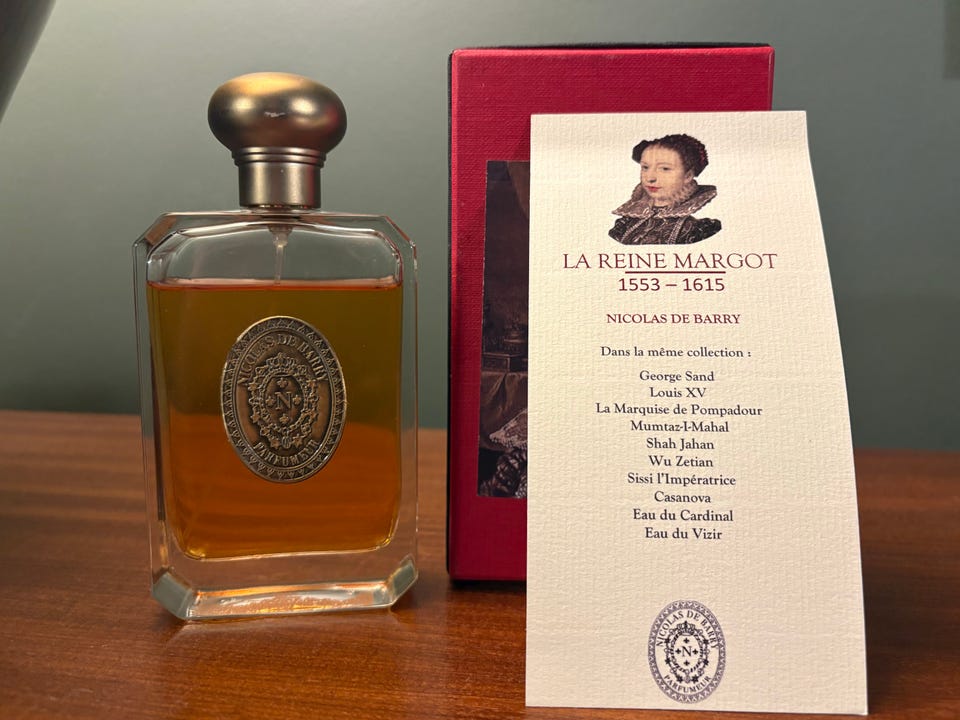 NICOLAS DE BARRY
N
PARFUMEUR
LA REINE MARGOT
1553 – 1615
NICOLAS DE BARRY
Dans la même collection :
George Sand
Louis XV
La Marquise de Pompadour
Mumtaz-I-Mahal
Shah Jahan
Wu Zetian
Sissi l'Impératrice
Casanova
Eau du Cardinal
Eau du Vizir
NICOLAS DE BARRY
N
PARFUMEUR